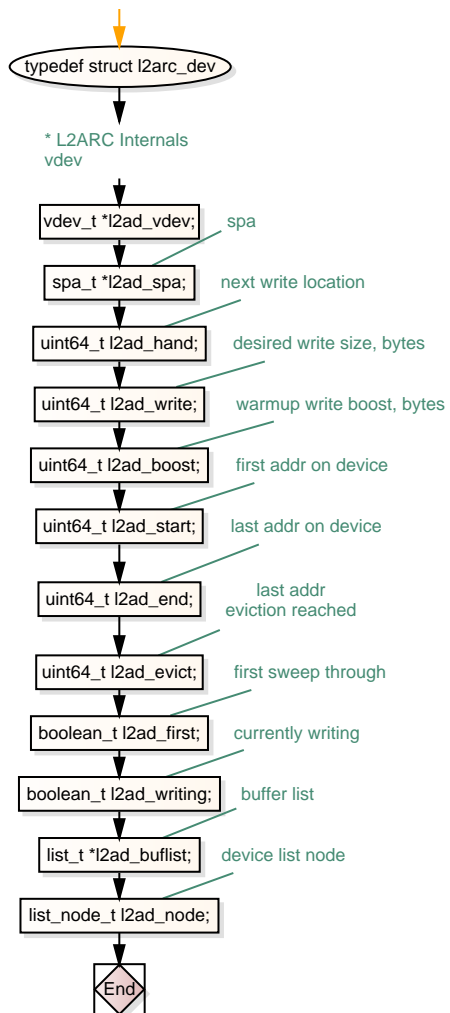 typedef struct l2arc_dev
* L2ARC Internals
vdev
vdev_t *l2ad_vdev;
spa
spa_t *l2ad_spa;
next write location
uint64_t l2ad_hand;
desired write size, bytes
uint64_t l2ad_write;
warmup write boost, bytes
uint64_t l2ad_boost;
first addr on device
uint64_t l2ad_start;
last addr on device
uint64_t l2ad_end;
last addr
eviction reached
uint64_t l2ad_evict;
first sweep through
boolean_t l2ad_first;
currently writing
boolean_t l2ad_writing;
buffer list
list_t *l2ad_buflist;
device list node
list_node_t l2ad_node;
End